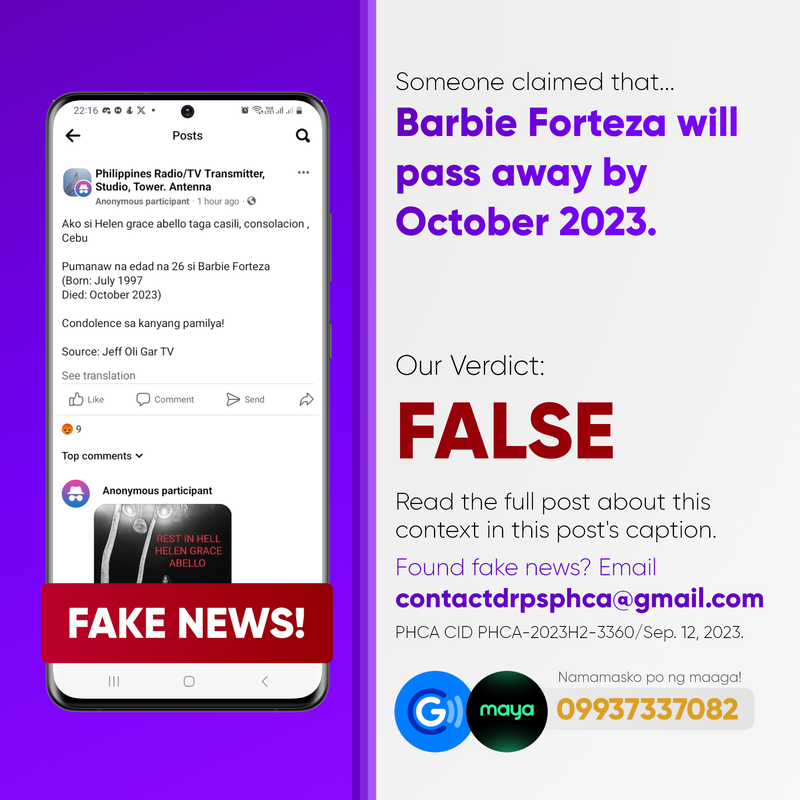 22:16
Posts
Philippines Radio/TV Transmitter,
Studio, Tower. Antenna
Anonymous participant · 1 hour ago ·
Ako si Helen grace abello taga casili, consolacion ,
Cebu
Pumanaw na edad na 26 si Barbie Forteza
(Born: July 1997
Died: October 2023)
Condolence sa kanyang pamilya!
Source: Jeff Oli Gar TV
See translation
Like
Comment
Send
9
Top comments
Anonymous participant
REST IN HELL
HELEN GRACE
ABELLO
FAKE NEWS!
Someone claimed that...
Barbie Forteza will
pass away by
October 2023.
Our Verdict:
FALSE
Read the full post about this
context in this post's caption.
Found fake news? Email
contactdrpsphca@gmail.com
PHCA CID PHCA-2023H2-3360/Sep. 12, 2023.
G
maya
Namamasko po ng maaga!
09937337082